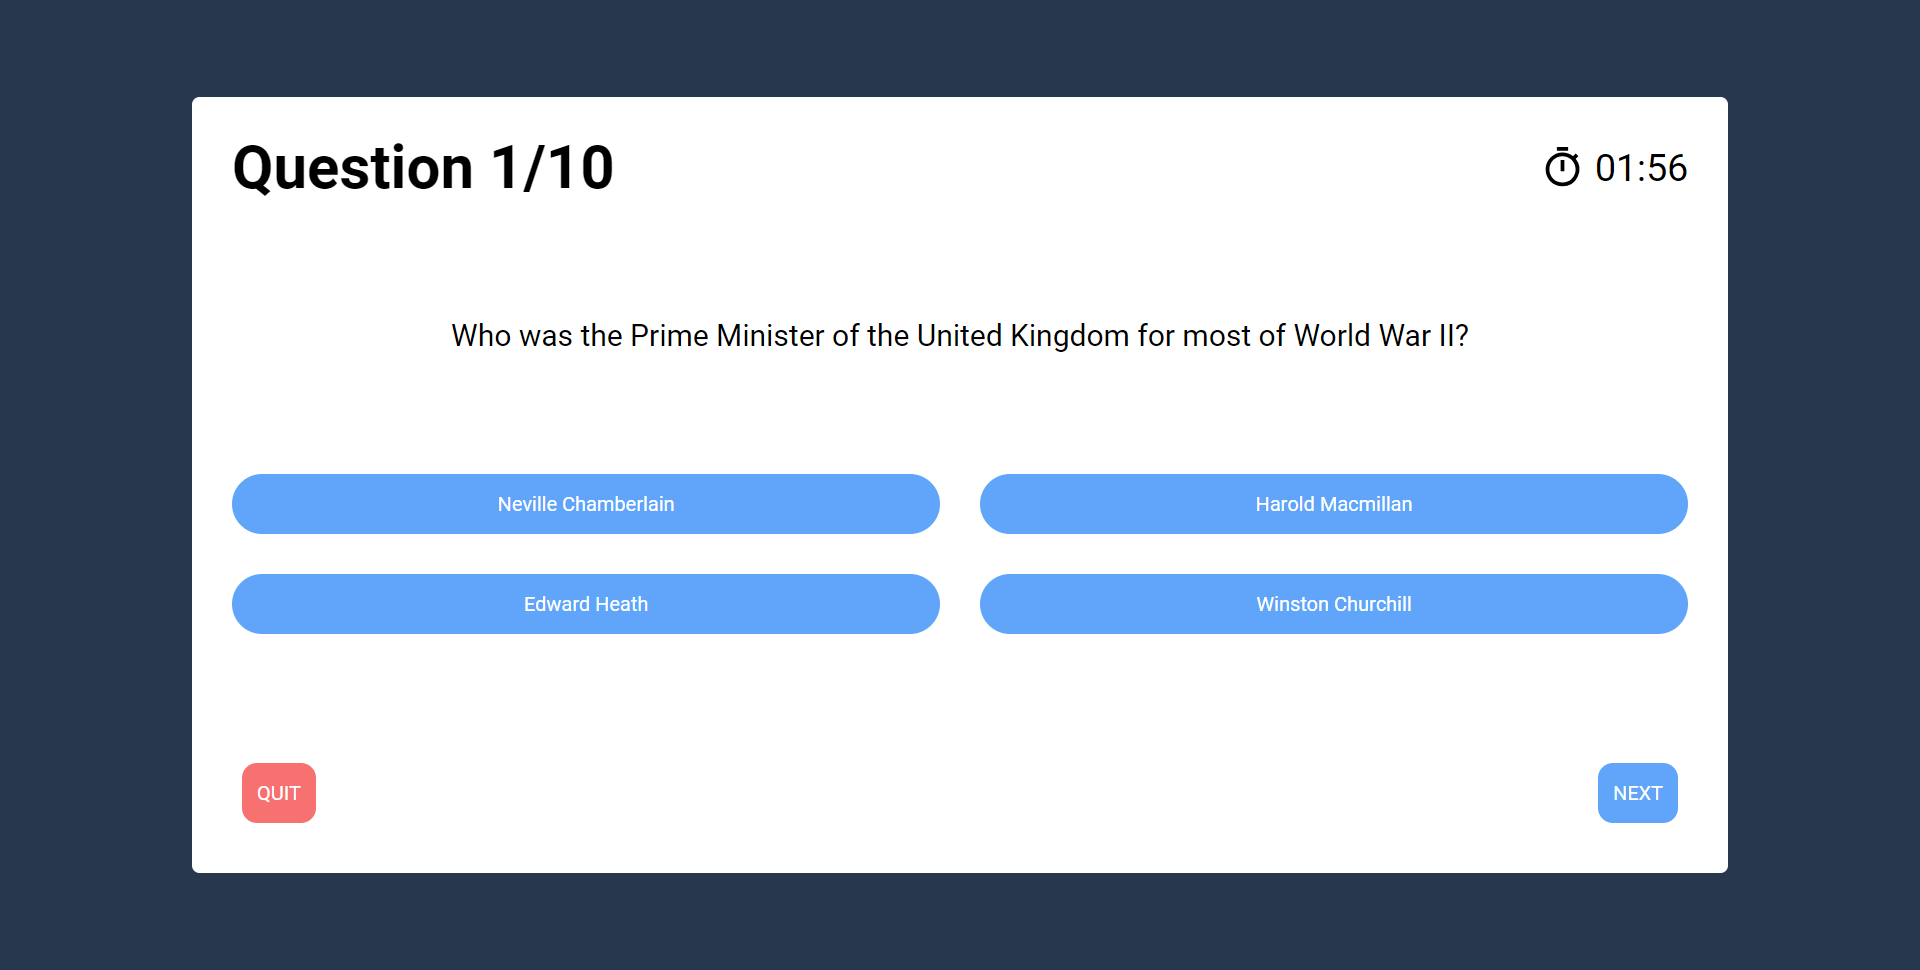 Question 1/10
01:56
Who was the Prime Minister of the United Kingdom for most of World War II?
Neville Chamberlain
Harold Macmillan
Edward Heath
Winston Churchill
QUIT
NEXT